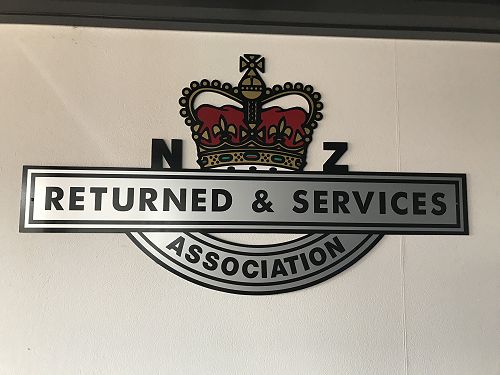 N Z
RETURNED & SERVICES
ASSOCIATION